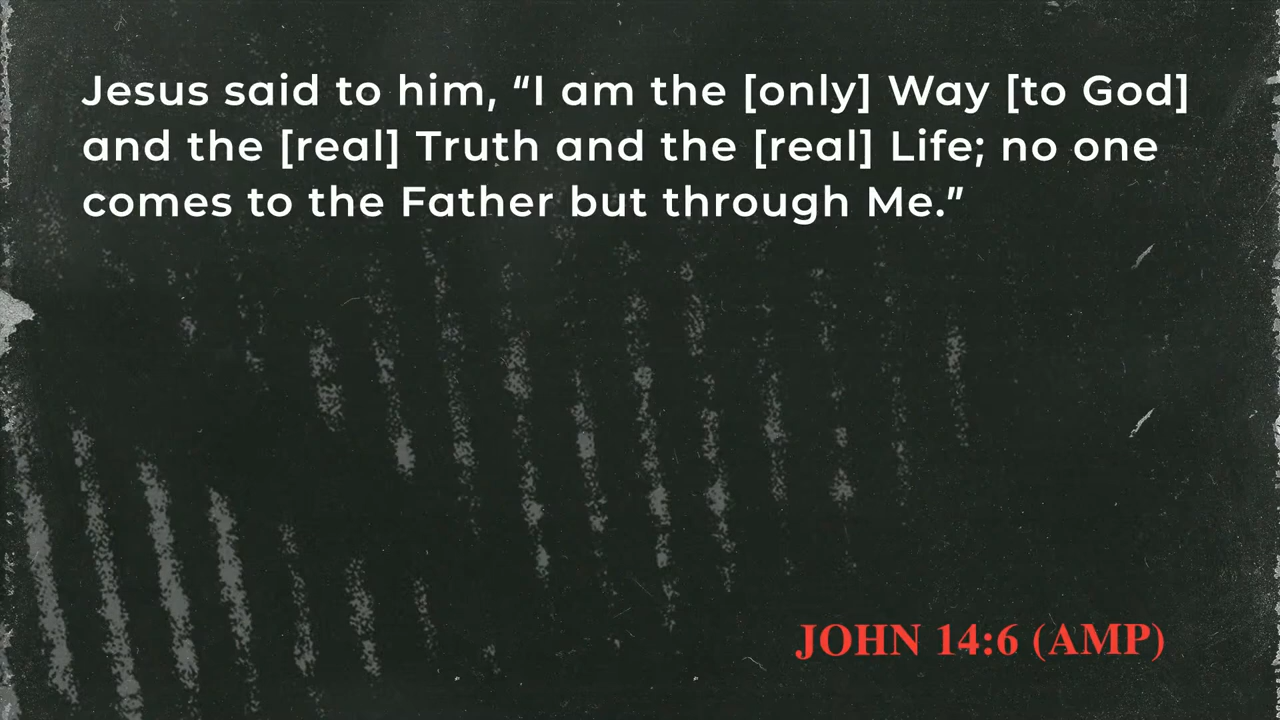 Jesus said to him, “I am the [only] Way [to God]
and the [real] Truth and the [real] Life; no one
comes to the Father but through Me.”
JOHN 14:6 (AMP)